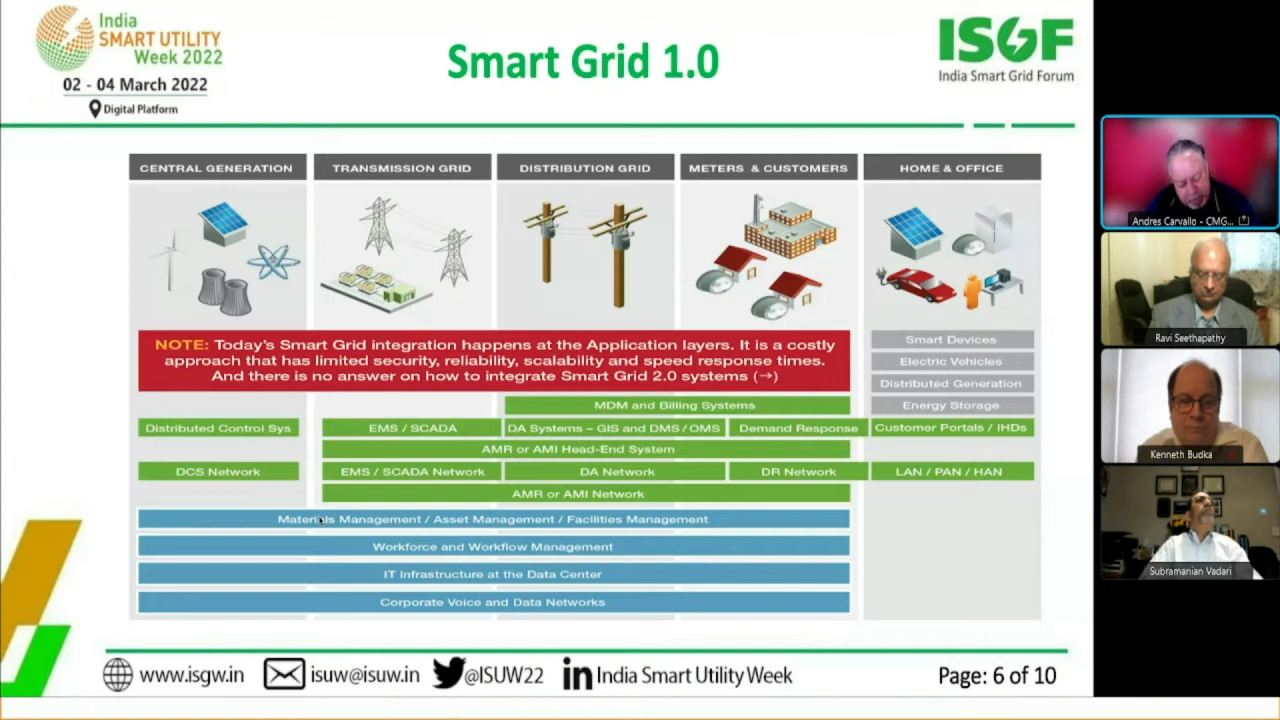 India
SMART UTILITY
Week 2022
02 - 04 March 2022
Digital Platform
Smart Grid 1.0
ISGF
India Smart Grid Forum
CENTRAL GENERATION
TRANSMISSION GRID
DISTRIBUTION GRID
METERS & CUSTOMERS
HOME & OFFICE
NOTE: Today's Smart Grid integration happens at the Application layers. It is a costly
approach that has limited security, reliability, scalability and speed response times.
And there is no answer on how to integrate Smart Grid 2.0 systems (→)
Smart Devices
Electric Vehicles
Distributed Generation
Energy Storage
MDM and Billing Systems
Distributed Control Sys
EMS / SCADA
DA Systems – GIS and DMS / OMS
Demand Response
Customer Portals / IHDs
AMR or AMI Head-End System
DCS Network
EMS / SCADA Network
DA Network
DR Network
LAN / PAN / HAN
AMR or AMI Network
Materials Management / Asset Management / Facilities Management
Workforce and Workflow Management
IT Infrastructure at the Data Center
Corporate Voice and Data Networks
www.isgw.in
isuw@isuw.in
@ISUW22
in India Smart Utility Week
Page: 6 of 10
Andres Carvallo - CMG...
Ravi Seethapathy
Kenneth Budka
Subramanian Vadari